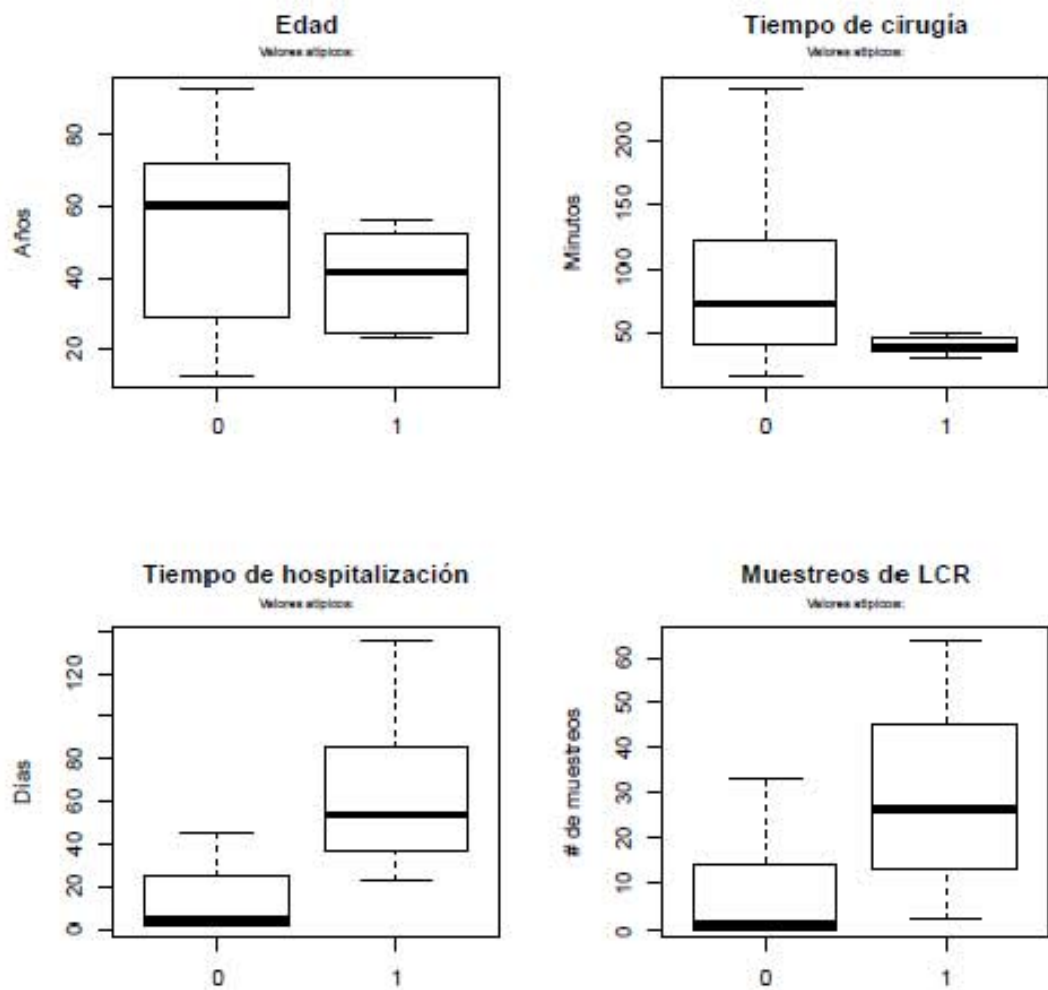 Edad
Valores atípicos:
Años
80
60
40
20
0
1
Tiempo de cirugía
Valores atípicos:
Minutos
200
150
100
50
0
1
Tiempo de hospitalización
Valores atípicos:
Días
120
80
60
40
20
0
0
1
Muestreos de LCR
Valores atípicos:
# de muestreos
60
50
40
30
20
10
0
0
1